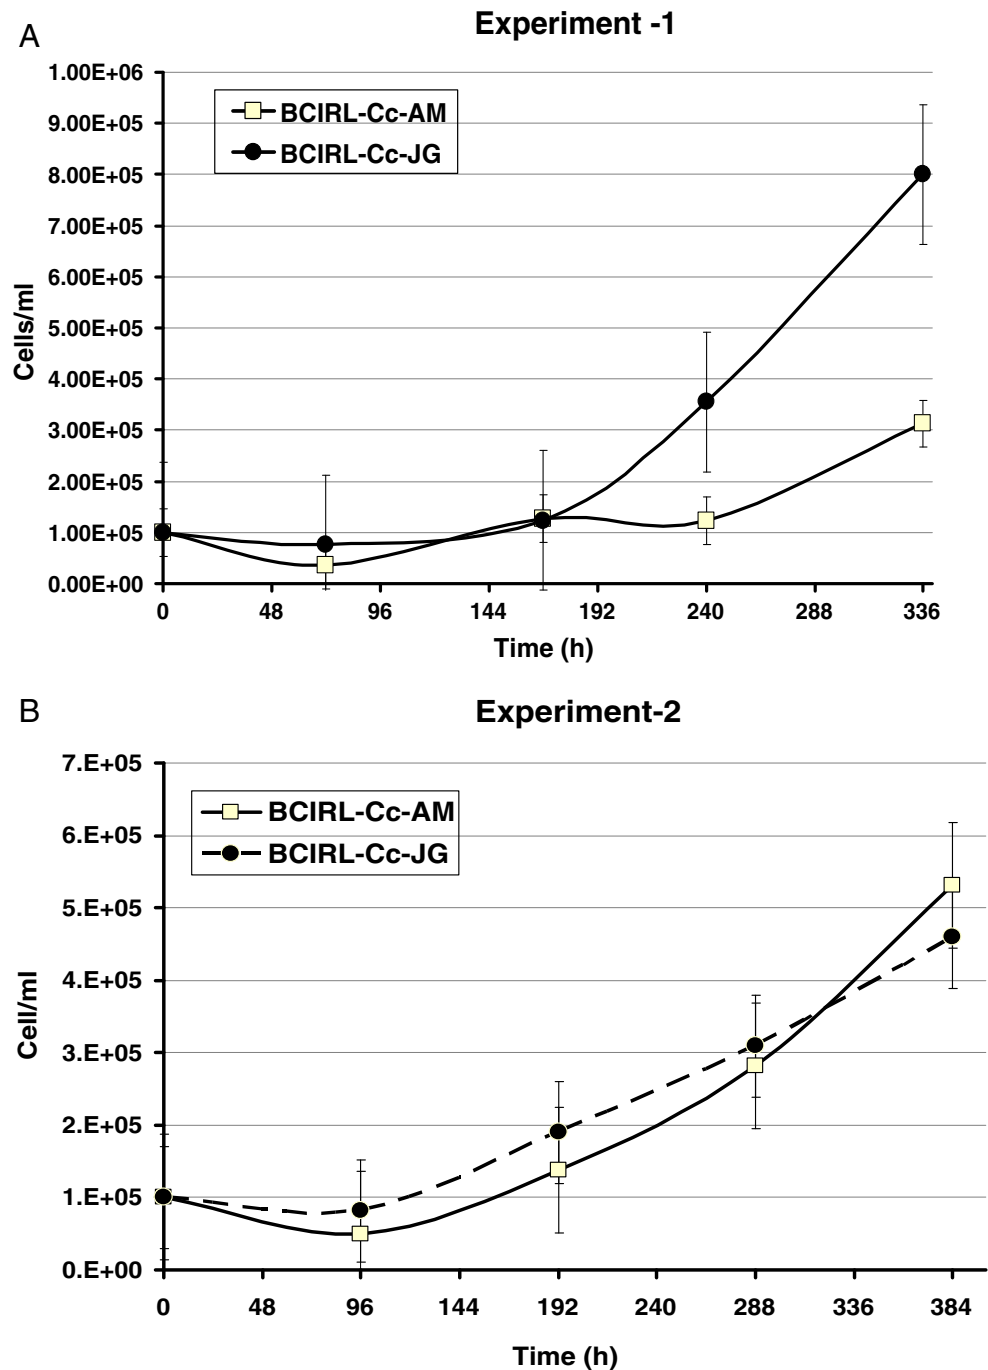 A
Experiment -1
1.00E+06
9.00E+05
8.00E+05
7.00E+05
6.00E+05
5.00E+05
4.00E+05
3.00E+05
2.00E+05
1.00E+05
0.00E+00
Cells/ml
BCIRL-Cc-AM
BCIRL-Cc-JG
0 48 96 144 192 240 288 336
Time (h)
B
Experiment-2
7.E+05
6.E+05
5.E+05
4.E+05
3.E+05
2.E+05
1.E+05
0.E+00
Cell/ml
BCIRL-Cc-AM
BCIRL-Cc-JG
0 48 96 144 192 240 288 336 384
Time (h)